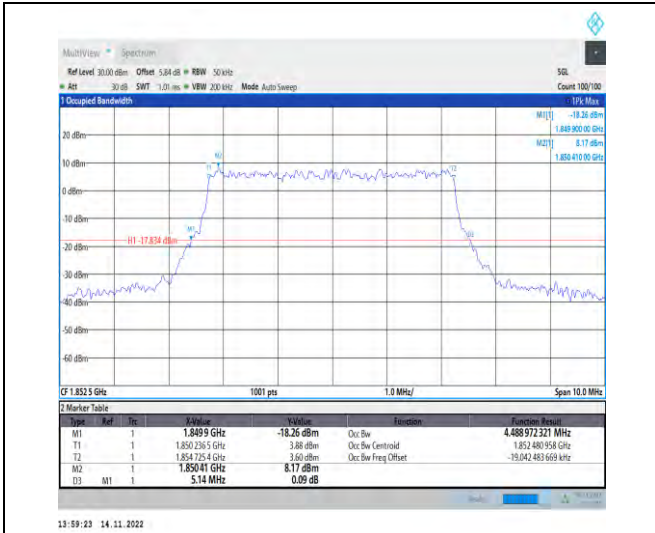 MultiView Spectrum
Ref Level 30.00 dBm Offset 5.84 dB RBW 50 kHz SGL
Att 30 dB SWT 1.01 ms VBW 200 kHz Mode Auto Sweep Count 100/100
1 Occupied Bandwidth 1Pk Max
M1[1] -18.26 dBm
1.849 900 00 GHz
M2[1] 8.17 dBm
1.850 410 00 GHz
20 dBm
M2
T1 T2
10 dBm
0 dBm
-10 dBm
M1 D3
H1 -17.834 dBm
-20 dBm
-30 dBm
-40 dBm
-50 dBm
-60 dBm
CF 1.852 5 GHz 1001 pts 1.0 MHz/ Span 10.0 MHz
2 Marker Table
Type Ref Trc X-Value Y-Value Function Function Result
M1 1 1.849 9 GHz -18.26 dBm Occ Bw 4.488 972 321 MHz
T1 1 1.850 236 5 GHz 3.88 dBm Occ Bw Centroid 1.852 480 958 GHz
T2 1 1.854 725 4 GHz 3.60 dBm Occ Bw Freq Offset -19.042 483 669 kHz
M2 1 1.850 41 GHz 8.17 dBm
D3 M1 1 5.14 MHz 0.09 dB
13:59:23 14.11.2022